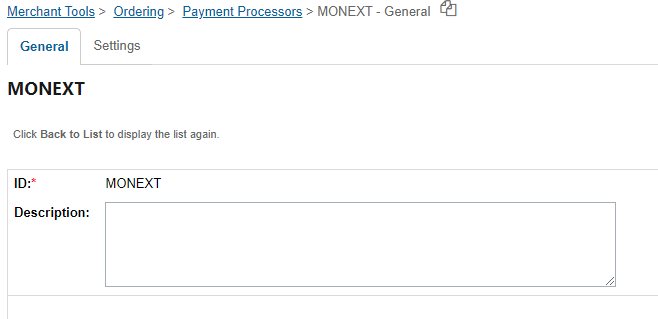 Merchant Tools > Ordering > Payment Processors > MONEXT - General
General Settings
MONEXT
Click Back to List to display the list again.
ID:* MONEXT
Description: